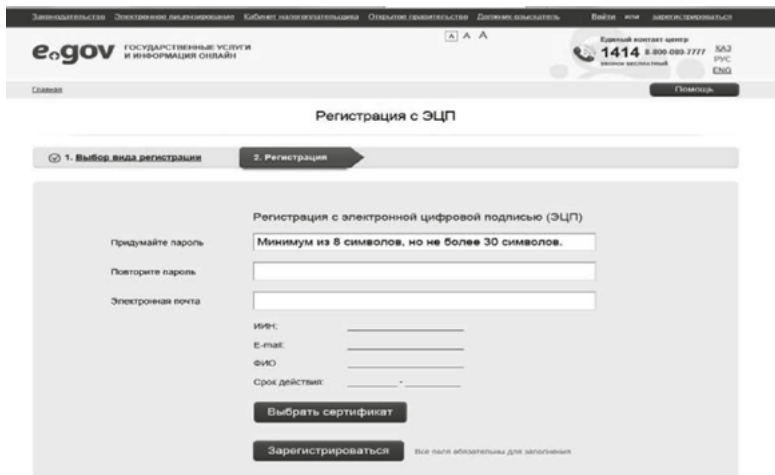 Законодательство Электронное лицензирование Кабинет налогоплательщика Открытое правительство Должник взыскатель Войти или зарегистрироваться
A A A
Единый контакт центр
1414 8-800-080-7777
звонок бесплатный
ҚАЗ
РУС
ENG
e.gov ГОСУДАРСТВЕННЫЕ УСЛУГИ
И ИНФОРМАЦИЯ ОНЛАЙН
Главная Помощь
Регистрация с ЭЦП
1. Выбор вида регистрации 2. Регистрация
Регистрация с электронной цифровой подписью (ЭЦП)
Придумайте пароль Минимум из 8 символов, но не более 30 символов.
Повторите пароль
Электронная почта
ИИН:
E-mail:
ФИО
Срок действия: -
Выбрать сертификат
Зарегистрироваться Все поля обязательны для заполнения